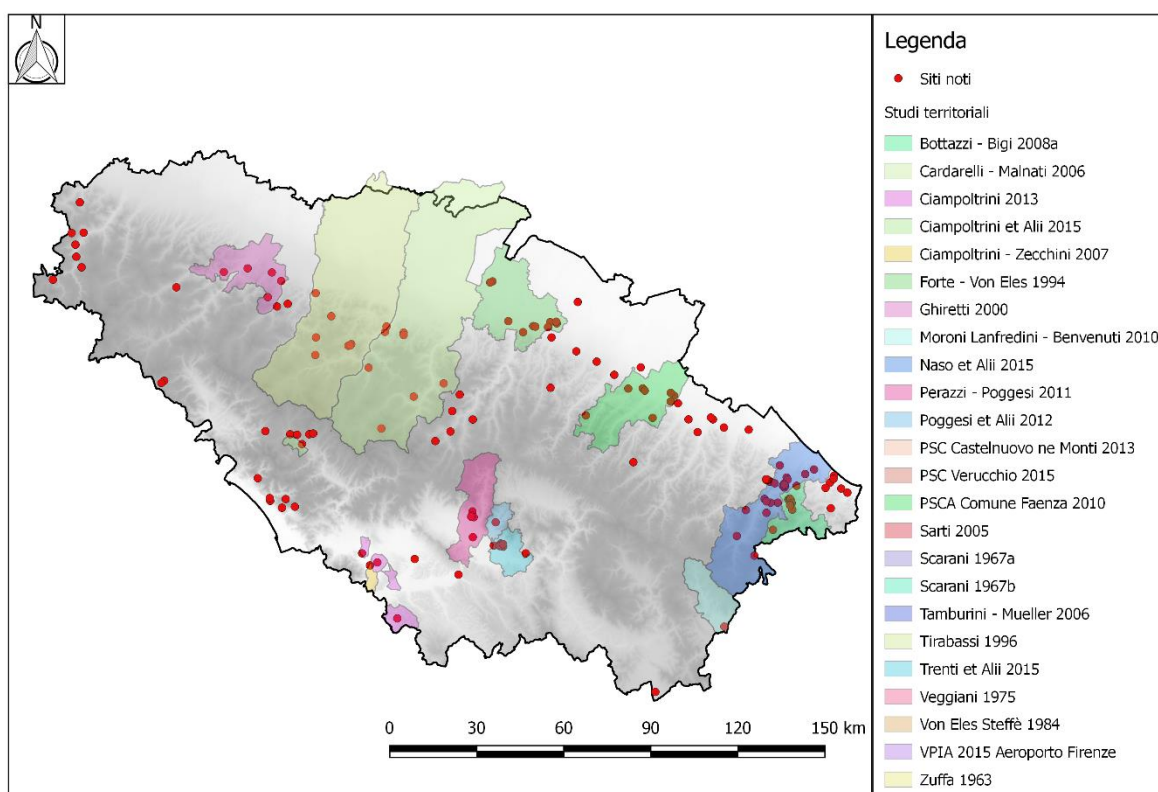 N
0 30 60 90 120 150 km
Legenda
Siti noti
Studi territoriali
Bottazzi - Bigi 2008a
Cardarelli - Malnati 2006
Ciampoltrini 2013
Ciampoltrini et Alii 2015
Ciampoltrini - Zecchini 2007
Forte - Von Eles 1994
Ghiretti 2000
Moroni Lanfredini - Benvenuti 2010
Naso et Alii 2015
Perazzi - Poggesi 2011
Poggesi et Alii 2012
PSC Castelnuovo ne Monti 2013
PSC Verucchio 2015
PSCA Comune Faenza 2010
Sarti 2005
Scarani 1967a
Scarani 1967b
Tamburini - Mueller 2006
Tirabassi 1996
Trenti et Alii 2015
Veggiani 1975
Von Eles Steffè 1984
VPIA 2015 Aeroporto Firenze
Zuffa 1963